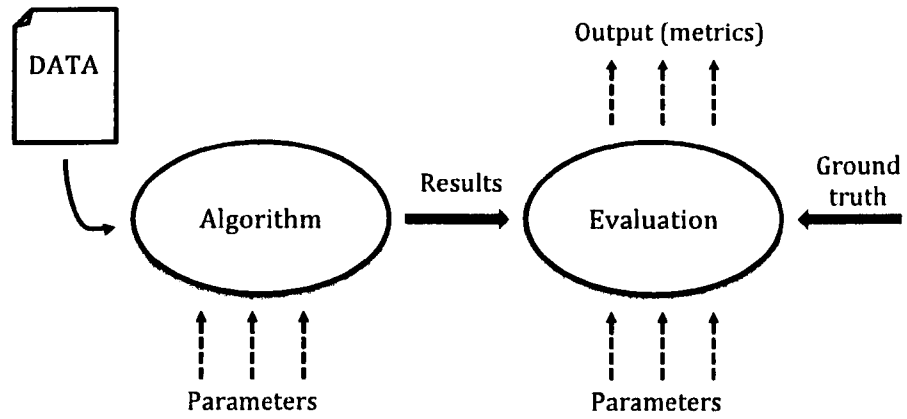 DATA
Algorithm
Parameters
Results
Output (metrics)
Evaluation
Parameters
Ground
truth